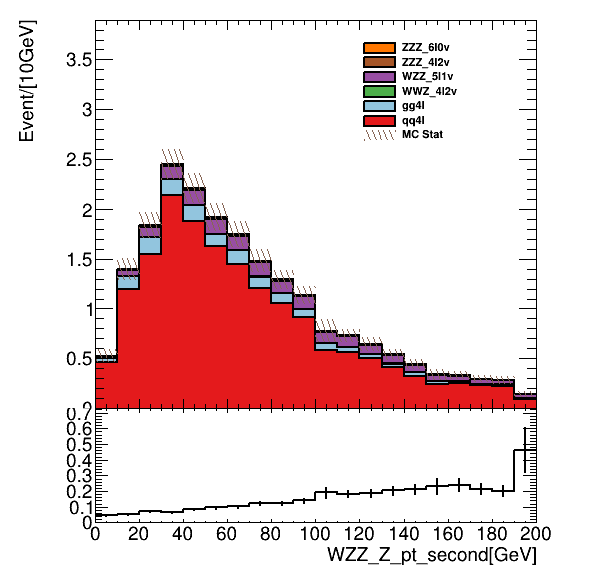 Event/[10GeV]
3.5
3
2.5
2
1.5
1
0.5
0
ZZZ_6l0v
ZZZ_4l2v
WZZ_5l1v
WWZ_4l2v
gg4l
qq4l
MC Stat
0.7
0.6
0.5
0.4
0.3
0.2
0.1
0
0 20 40 60 80 100 120 140 160 180 200
WZZ_Z_pt_second[GeV]